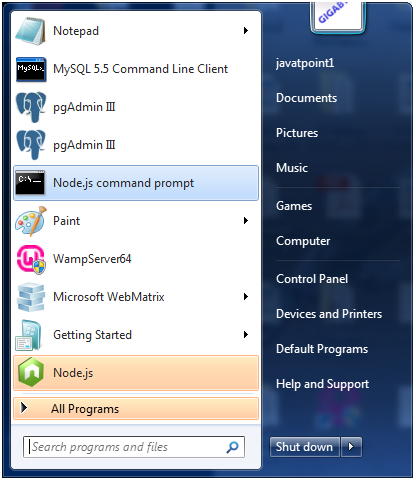 Notepad
MySQL 5.5 Command Line Client
pgAdmin III
pgAdmin III
Node.js command prompt
Paint
WampServer64
Microsoft WebMatrix
Getting Started
Node.js
All Programs
Search programs and files
GIGAB
javatpoint1
Documents
Pictures
Music
Games
Computer
Control Panel
Devices and Printers
Default Programs
Help and Support
Shut down
MySQL
C:\_